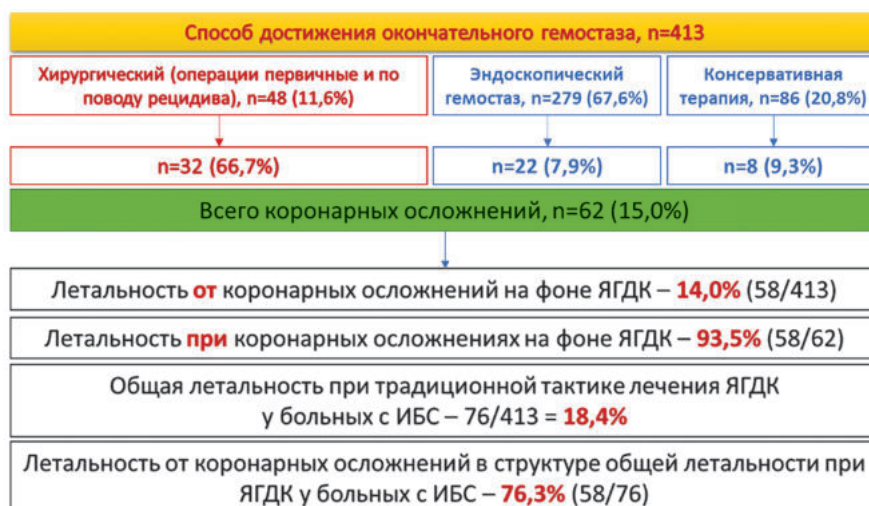 Способ достижения окончательного гемостаза, n=413
Хирургический (операции первичные и по
поводу рецидива), n=48 (11,6%)
Эндоскопический
гемостаз, n=279 (67,6%)
Консервативная
терапия, n=86 (20,8%)
n=32 (66,7%)
n=22 (7,9%)
n=8 (9,3%)
Всего коронарных осложнений, n=62 (15,0%)
Летальность от коронарных осложнений на фоне ЯГДК – 14,0% (58/413)
Летальность при коронарных осложнениях на фоне ЯГДК – 93,5% (58/62)
Общая летальность при традиционной тактике лечения ЯГДК
у больных с ИБС – 76/413 = 18,4%
Летальность от коронарных осложнений в структуре общей летальности при
ЯГДК у больных с ИБС – 76,3% (58/76)